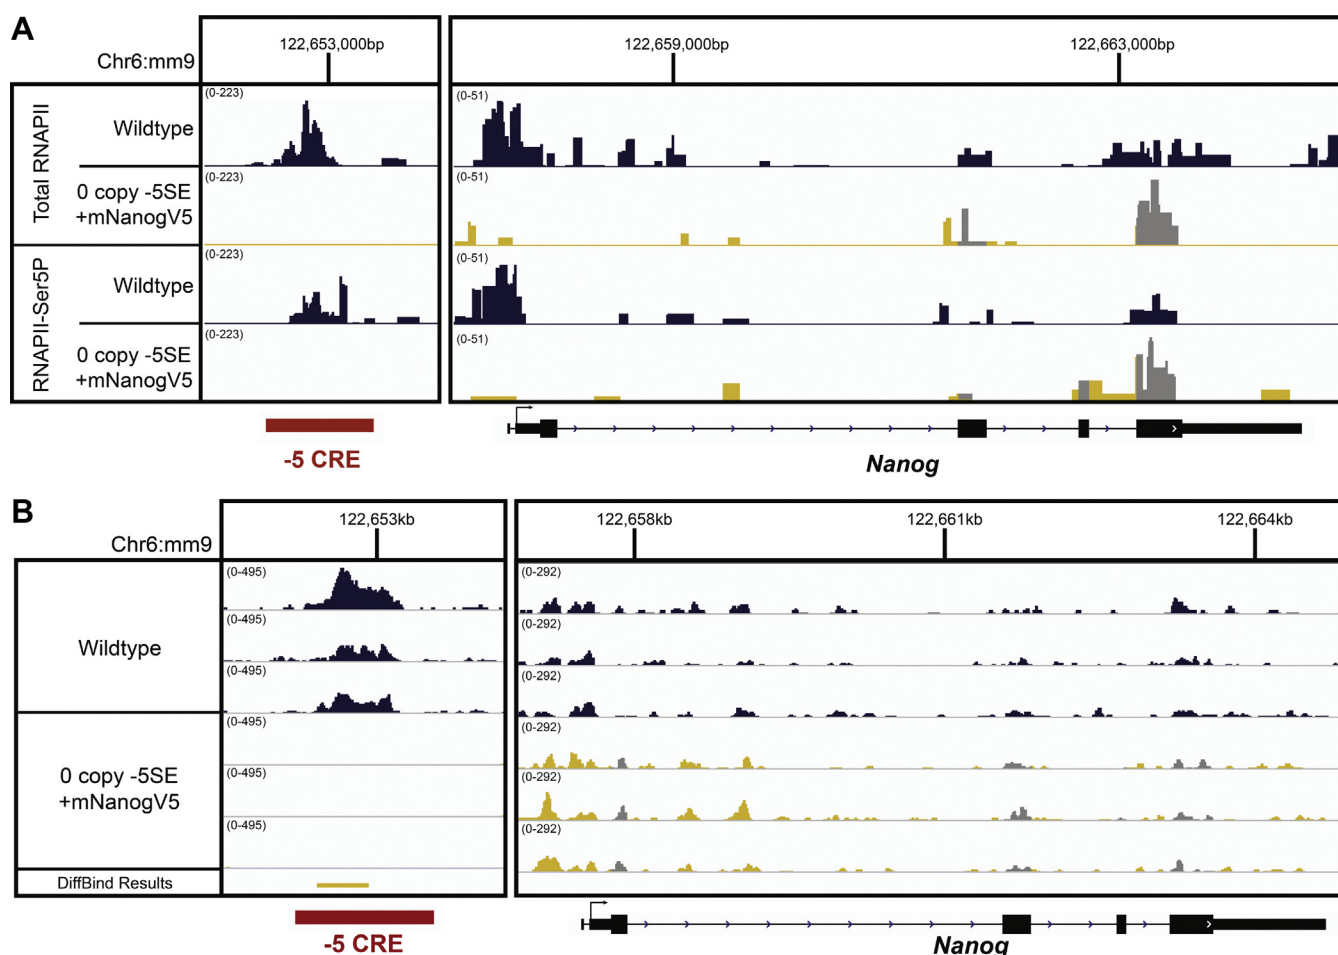 A
Chr6:mm9
122,653,000bp
122,659,000bp
122,663,000bp
Total RNAPII
Wildtype
(0-223)
(0-51)
0 copy -5SE
+mNanogV5
(0-223)
(0-51)
RNAPII-Ser5P
Wildtype
(0-223)
(0-51)
0 copy -5SE
+mNanogV5
(0-223)
(0-51)
-5 CRE
Nanog
B
Chr6:mm9
122,653kb
122,658kb
122,661kb
122,664kb
Wildtype
(0-495)
(0-292)
(0-495)
(0-292)
(0-495)
(0-292)
0 copy -5SE
+mNanogV5
(0-495)
(0-292)
(0-495)
(0-292)
(0-495)
(0-292)
DiffBind Results
-5 CRE
Nanog